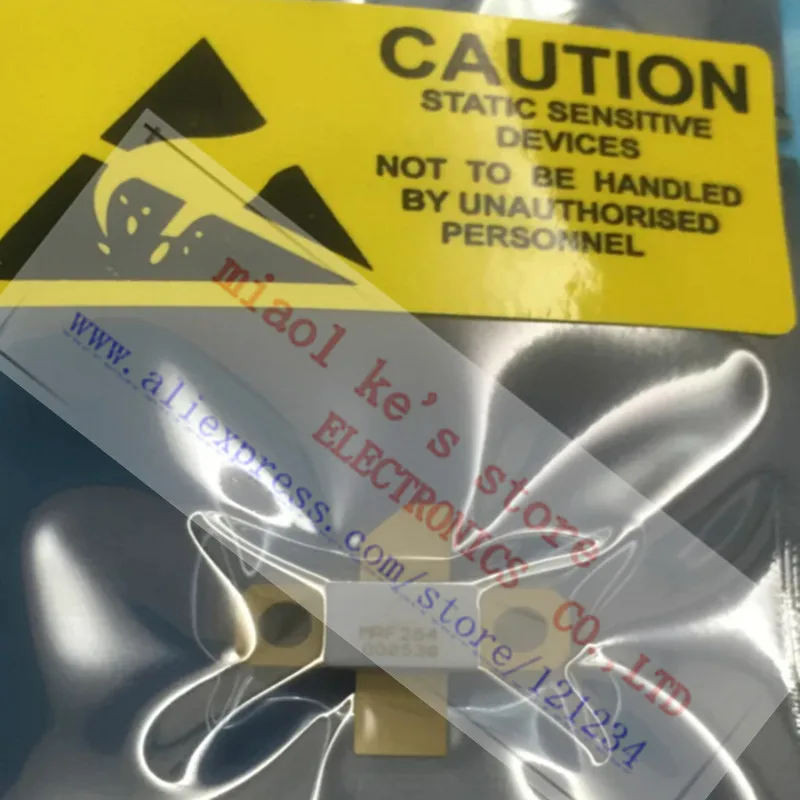 CAUTION
STATIC SENSITIVE
DEVICES
NOT TO BE HANDLED
BY UNAUTHORISED
PERSONNEL
miaol ke's store
ELECTRONICS CO,.LTD
www.aliexpress.com/store/121234
MRF284